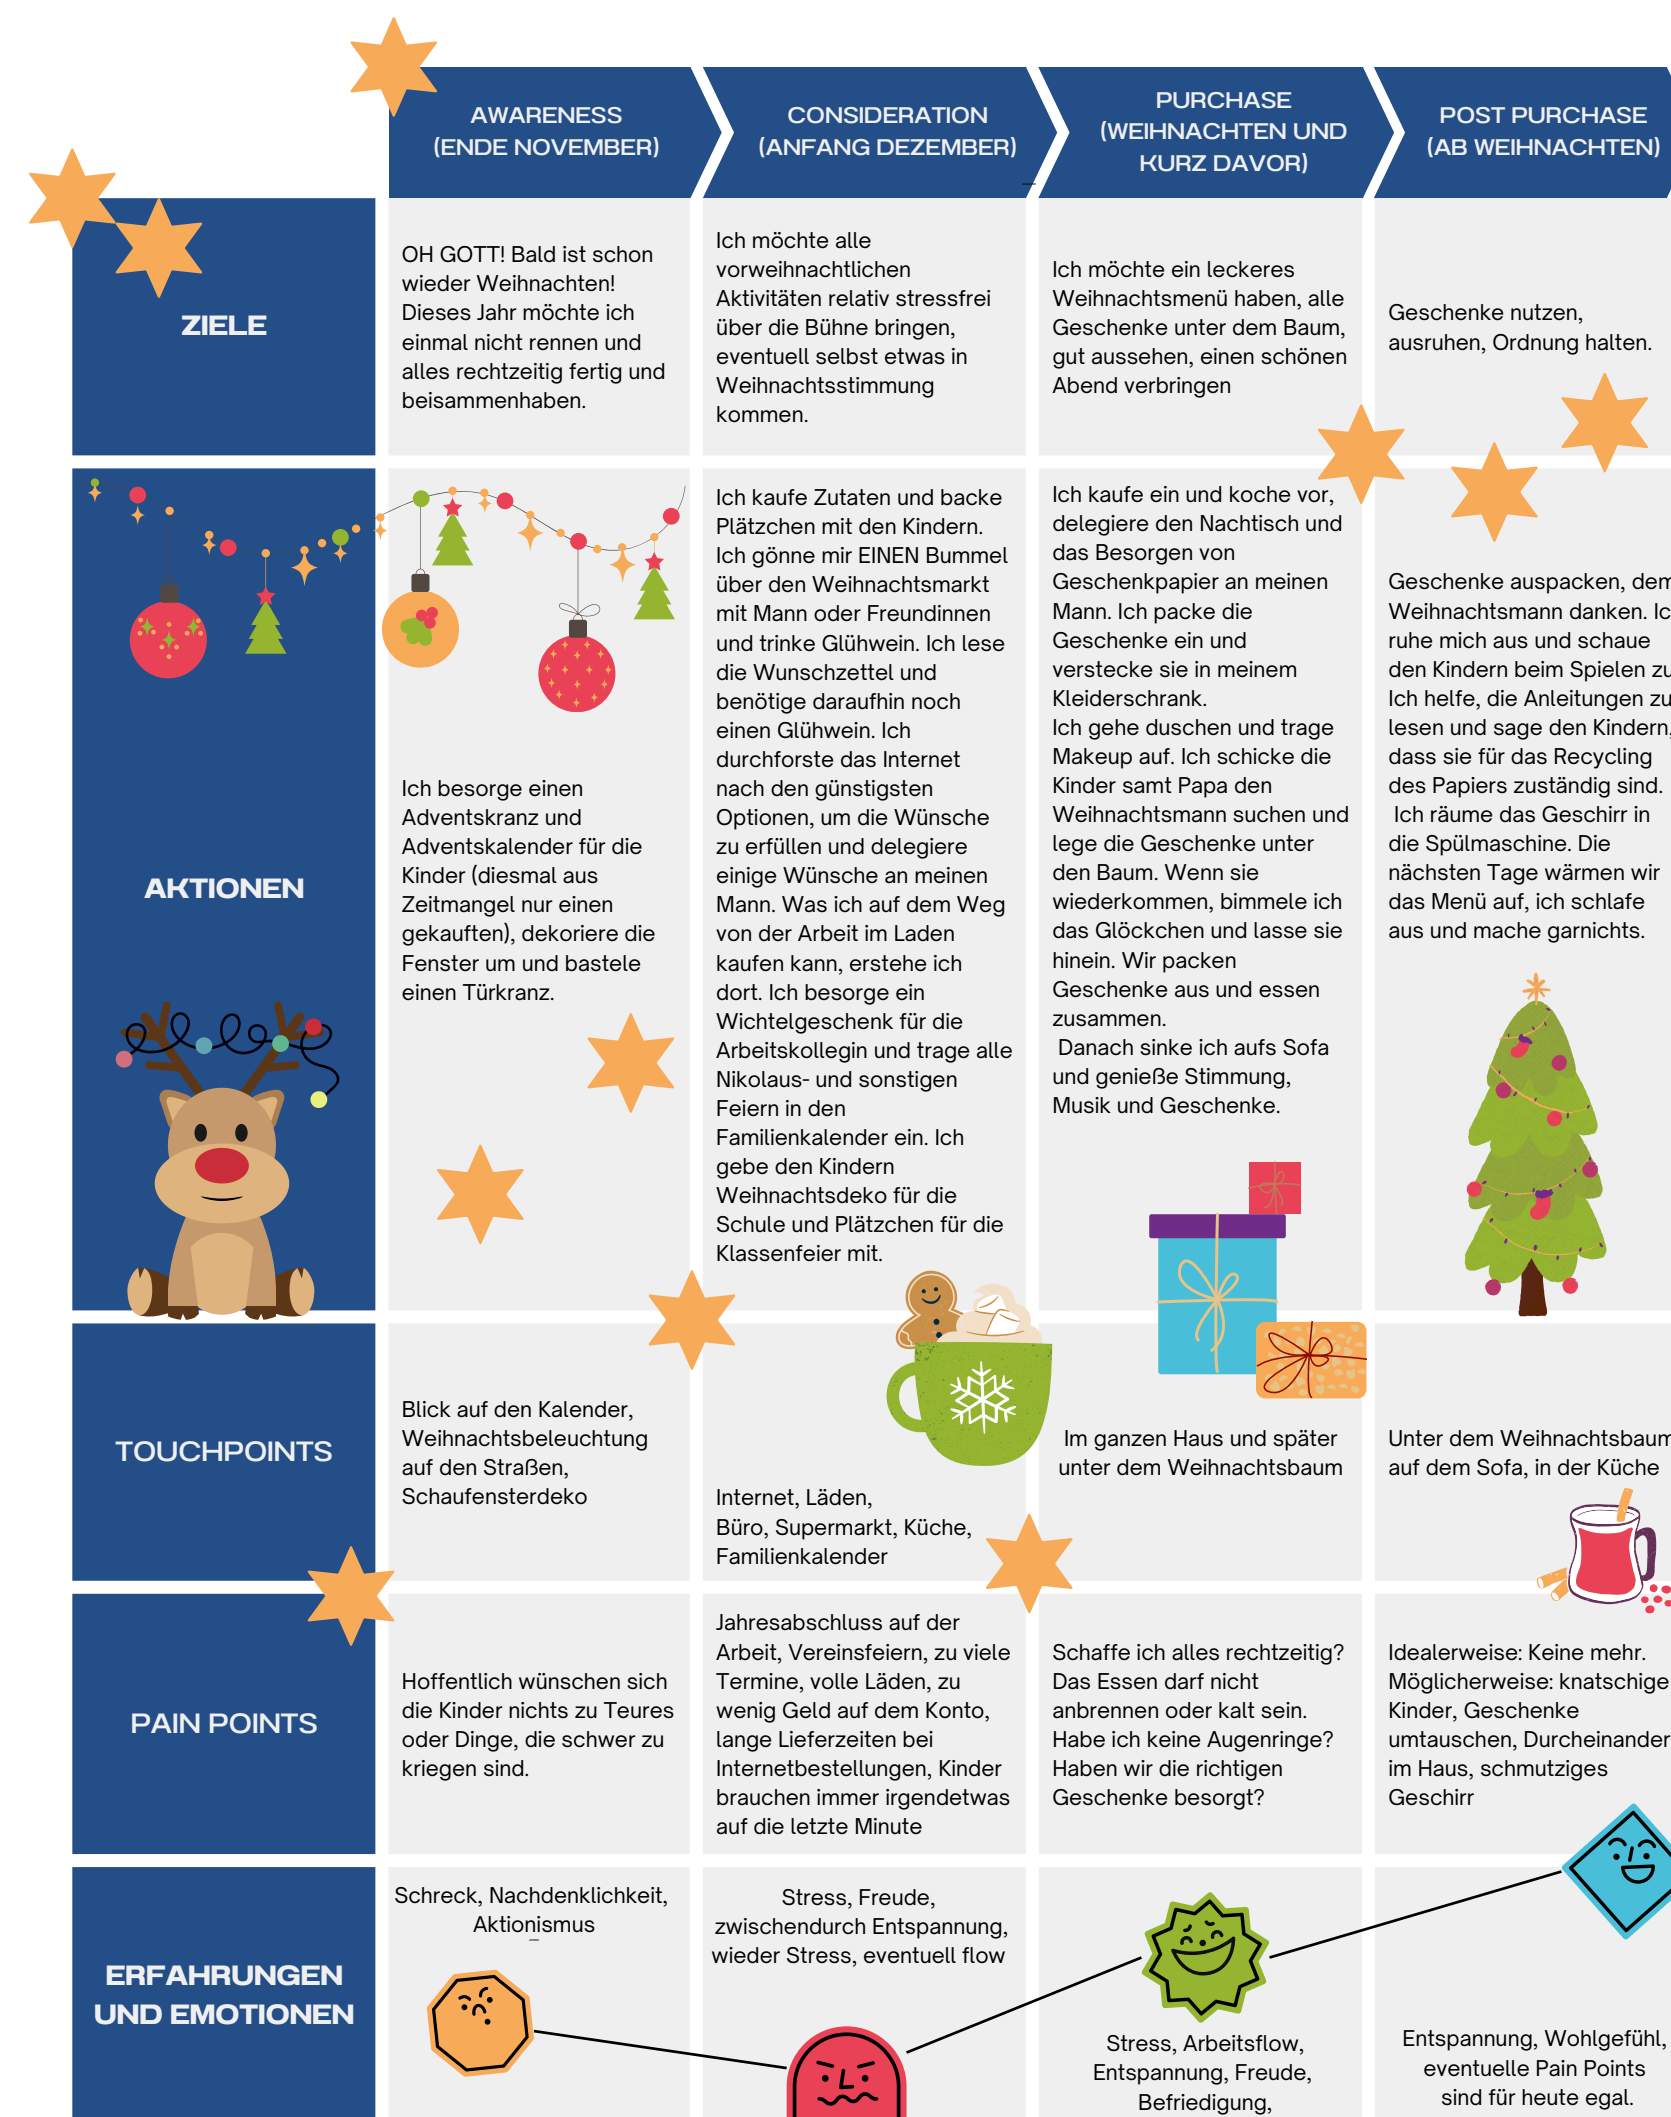 AWARENESS
(ENDE NOVEMBER)
CONSIDERATION
(ANFANG DEZEMBER)
PURCHASE
(WEIHNACHTEN UND
KURZ DAVOR)
POST PURCHASE
(AB WEIHNACHTEN)
ZIELE
OH GOTT! Bald ist schon
wieder Weihnachten!
Dieses Jahr möchte ich
einmal nicht rennen und
alles rechtzeitig fertig und
beisammenhaben.
Ich möchte alle
vorweihnachtlichen
Aktivitäten relativ stressfrei
über die Bühne bringen,
eventuell selbst etwas in
Weihnachtsstimmung
kommen.
Ich möchte ein leckeres
Weihnachtsmenü haben, alle
Geschenke unter dem Baum,
gut aussehen, einen schönen
Abend verbringen
Geschenke nutzen,
ausruhen, Ordnung halten.
AKTIONEN
Ich besorge einen
Adventskranz und
Adventskalender für die
Kinder (diesmal aus
Zeitmangel nur einen
gekauften), dekoriere die
Fenster um und bastele
einen Türkranz.
Ich kaufe Zutaten und backe
Plätzchen mit den Kindern.
Ich gönne mir EINEN Bummel
über den Weihnachtsmarkt
mit Mann oder Freundinnen
und trinke Glühwein. Ich lese
die Wunschzettel und
benötige daraufhin noch
einen Glühwein. Ich
durchforste das Internet
nach den günstigsten
Optionen, um die Wünsche
zu erfüllen und delegiere
einige Wünsche an meinen
Mann. Was ich auf dem Weg
von der Arbeit im Laden
kaufen kann, erstehe ich
dort. Ich besorge ein
Wichtelgeschenk für die
Arbeitskollegin und trage alle
Nikolaus- und sonstigen
Feiern in den
Familienkalender ein. Ich
gebe den Kindern
Weihnachtsdeko für die
Schule und Plätzchen für die
Klassenfeier mit.
Ich kaufe ein und koche vor,
delegiere den Nachtisch und
das Besorgen von
Geschenkpapier an meinen
Mann. Ich packe die
Geschenke ein und
verstecke sie in meinem
Kleiderschrank.
Ich gehe duschen und trage
Makeup auf. Ich schicke die
Kinder samt Papa den
Weihnachtsmann suchen und
lege die Geschenke unter
den Baum. Wenn sie
wiederkommen, bimmele ich
das Glöckchen und lasse sie
hinein. Wir packen
Geschenke aus und essen
zusammen.
Danach sinke ich aufs Sofa
und genieße Stimmung,
Musik und Geschenke.
Geschenke auspacken, dem
Weihnachtsmann danken.
ruhe mich aus und schaue
den Kindern beim Spielen zu
Ich helfe, die Anleitungen zu
lesen und sage den Kindern,
dass sie für das Recycling
des Papiers zuständig sind.
Ich räume das Geschirr in
die Spülmaschine. Die
nächsten Tage wärmen wir
das Menü auf, ich schlafe
aus und mache garnichts.
TOUCHPOINTS
Blick auf den Kalender,
Weihnachtsbeleuchtung
auf den Straßen,
Schaufensterdeko
Internet, Läden,
Büro, Supermarkt, Küche,
Familienkalender
Im ganzen Haus und später
unter dem Weihnachtsbaum
Unter dem Weihnachtsbaum
auf dem Sofa, in der Küche
PAIN POINTS
Hoffentlich wünschen sich
die Kinder nichts zu Teures
oder Dinge, die schwer zu
kriegen sind.
Jahresabschluss auf der
Arbeit, Vereinsfeiern, zu viele
Termine, volle Läden, zu
wenig Geld auf dem Konto,
lange Lieferzeiten bei
Internetbestellungen, Kinder
brauchen immer irgendetwas
auf die letzte Minute
Schaffe ich alles rechtzeitig?
Das Essen darf nicht
anbrennen oder kalt sein.
Habe ich keine Augenringe?
Haben wir die richtigen
Geschenke besorgt?
Idealerweise: Keine mehr.
Möglicherweise: knatschige
Kinder, Geschenke
umtauschen, Durcheinander
im Haus, schmutziges
Geschirr
ERFAHRUNGEN
UND EMOTIONEN
Schreck, Nachdenklichkeit,
Aktionismus
Stress, Freude,
zwischendurch Entspannung,
wieder Stress, eventuell flow
Stress, Arbeitsflow,
Entspannung, Freude,
Befriedigung,
Entspannung, Wohlgefühl,
eventuelle Pain Points
sind für heute egal.